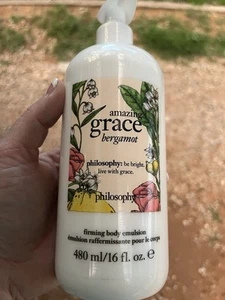 amazing
grace
bergamot
philosophy: be bright.
live with grace.
philosophy
firming body emulsion
émulsion raffermissante pour le corps
480 ml/16 fl. oz. e